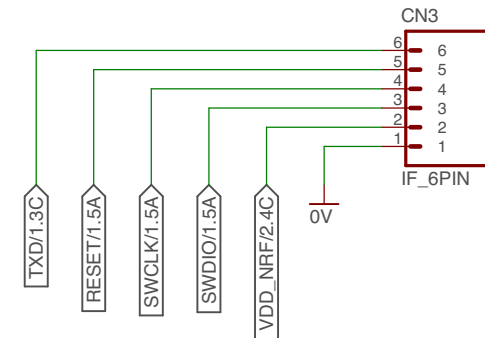 CN3
6 6
5 5
4 4
3 3
2 2
1 1
IF_6PIN
0V
TXD/1.3C
RESET/1.5A
SWCLK/1.5A
SWDIO/1.5A
VDD_NRF/2.4C